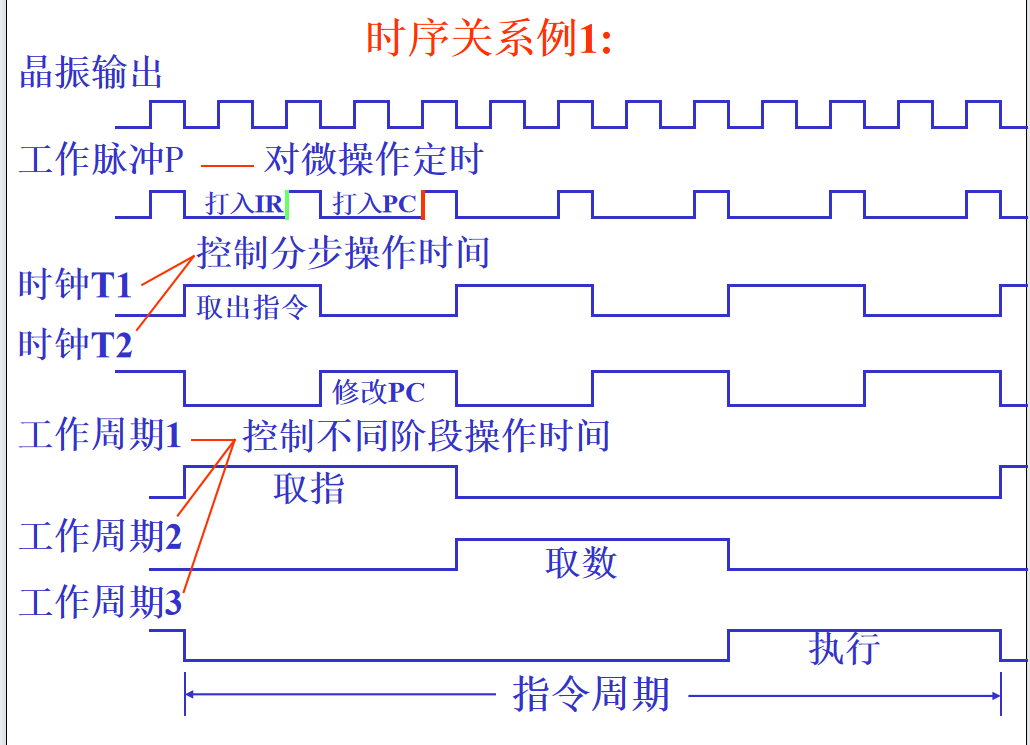 时序关系例1:
晶振输出
工作脉冲P 对微操作定时
打入IR 打入PC
控制分步操作时间
时钟T1
取出指令
时钟T2
修改PC
工作周期1 控制不同阶段操作时间
取指
工作周期2
取数
工作周期3
执行
指令周期